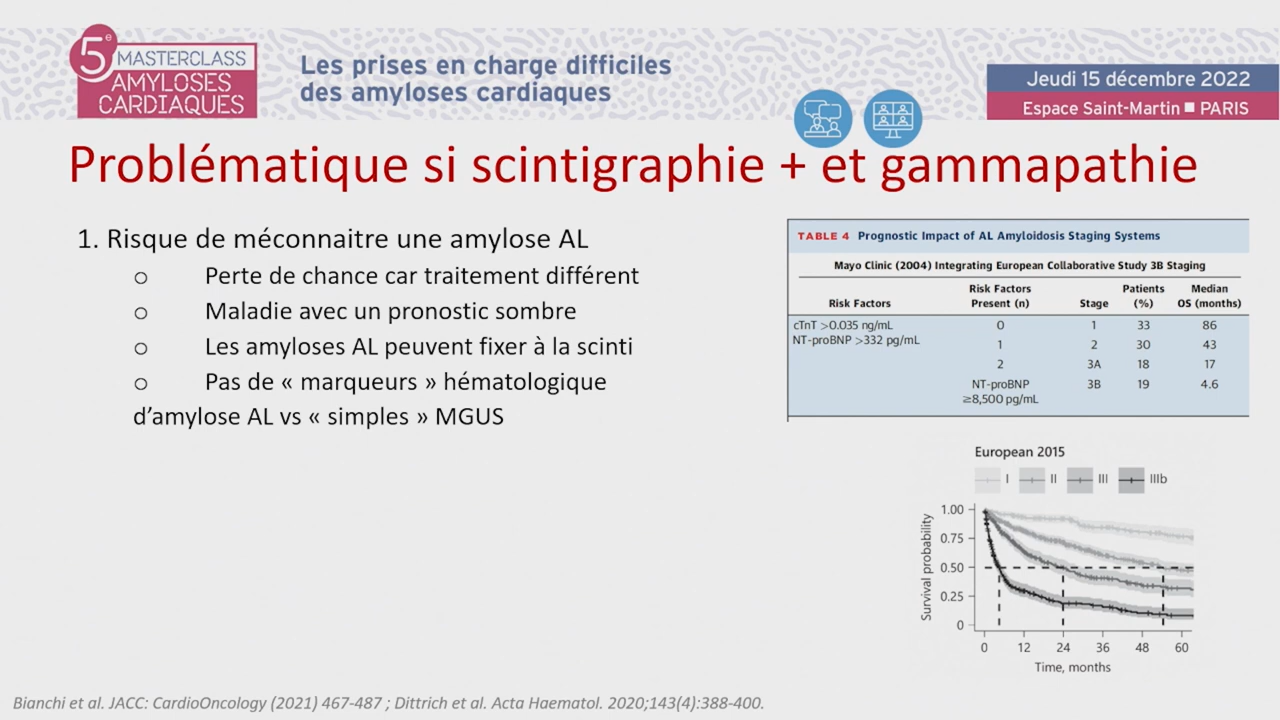 5e MASTERCLASS
AMYLOSES
CARDIAQUES
Les prises en charge difficiles
des amyloses cardiaques
Jeudi 15 décembre 2022
Espace Saint-Martin ■ PARIS
Problématique si scintigraphie + et gammapathie
1. Risque de méconnaitre une amylose AL
o Perte de chance car traitement différent
o Maladie avec un pronostic sombre
o Les amyloses AL peuvent fixer à la scinti
o Pas de « marqueurs » hématologique
d’amylose AL vs « simples » MGUS
TABLE 4 Prognostic Impact of AL Amyloidosis Staging Systems
Mayo Clinic (2004) Integrating European Collaborative Study 3B Staging
Risk Factors
Risk Factors
Present (n)
Stage
Patients
(%)
Median
OS (months)
cTnT >0.035 ng/mL
NT-proBNP >332 pg/mL
0 1 33 86
1 2 30 43
2 3A 18 17
NT-proBNP
≥8,500 pg/mL
3B 19 4.6
European 2015
I II III IIIb
Survival probability
1.00
0.75
0.50
0.25
0
0 12 24 36 48 60
Time, months
Bianchi et al. JACC: CardioOncology (2021) 467-487 ; Dittrich et al. Acta Haematol. 2020;143(4):388-400.